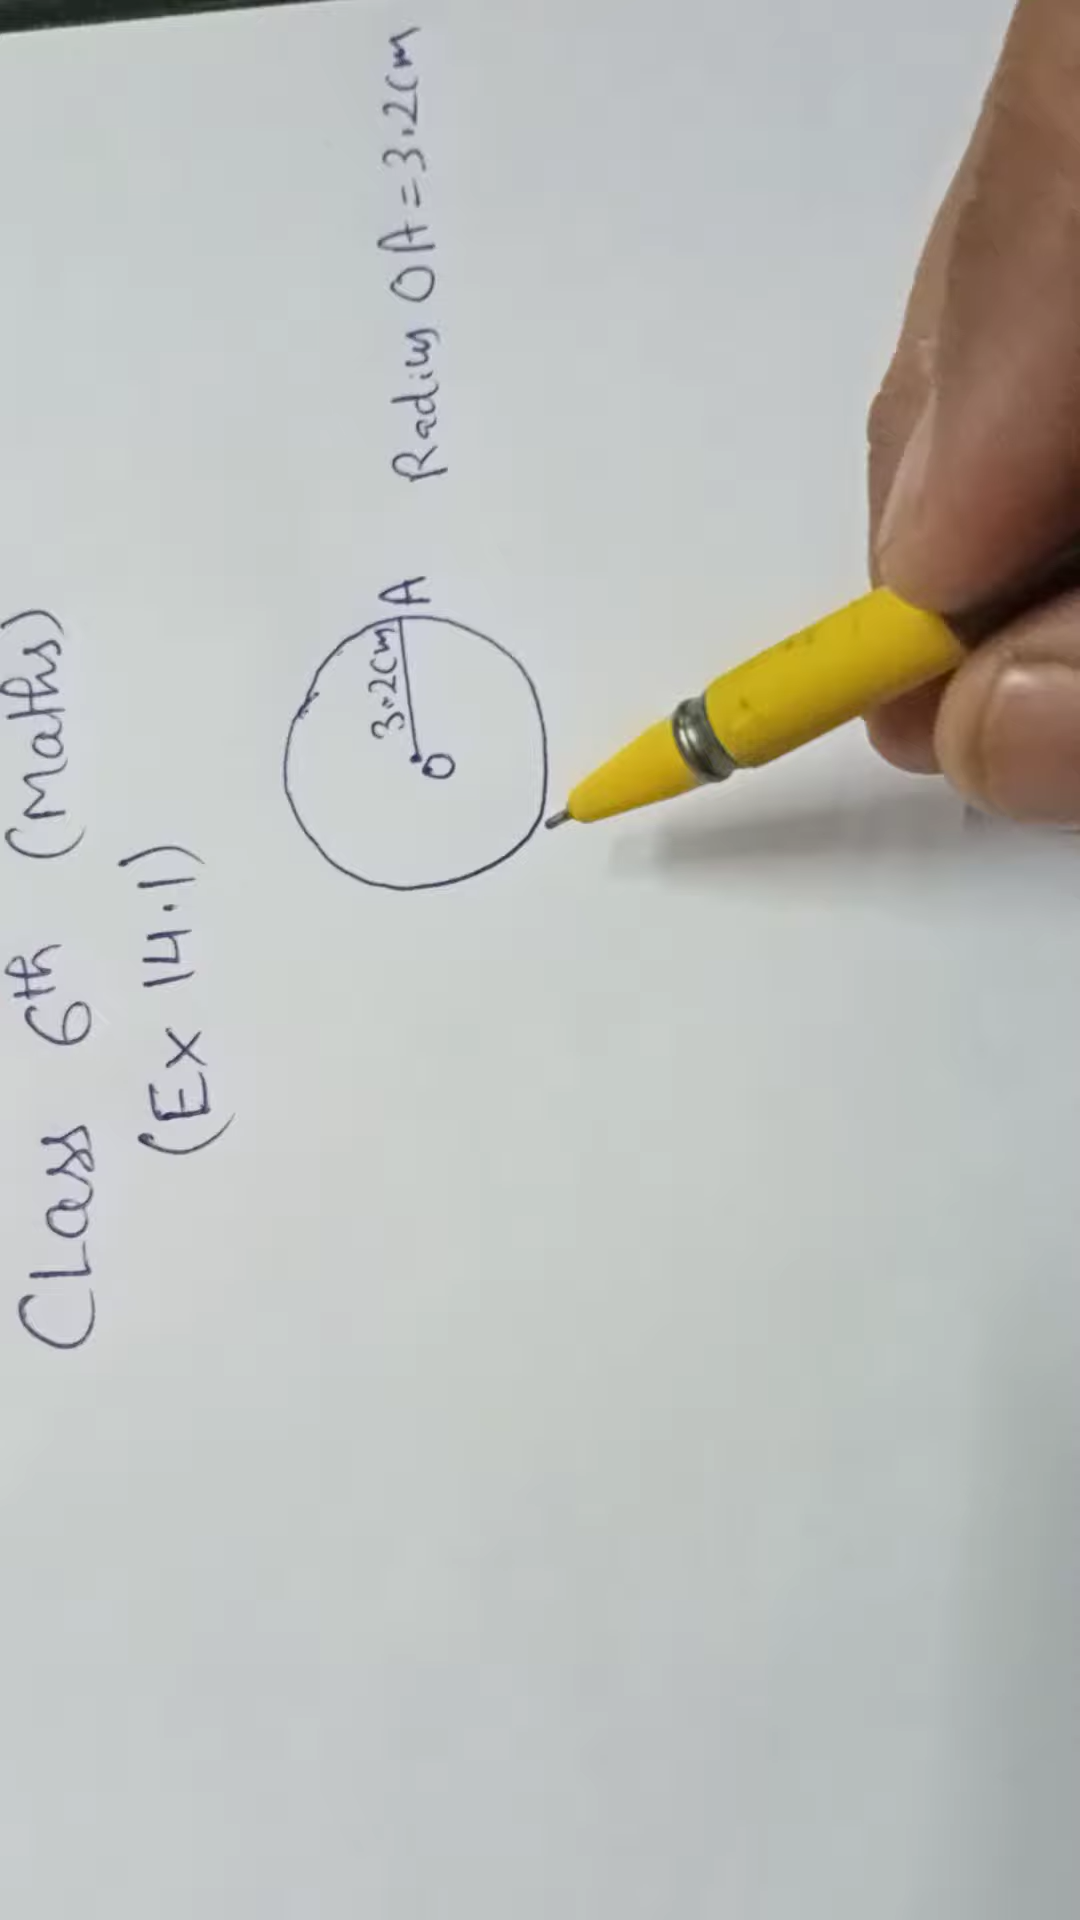 CLass 6th (Maths)
(Ex 14.1)
3.2cm
A
O
Radius OA=3.2cm